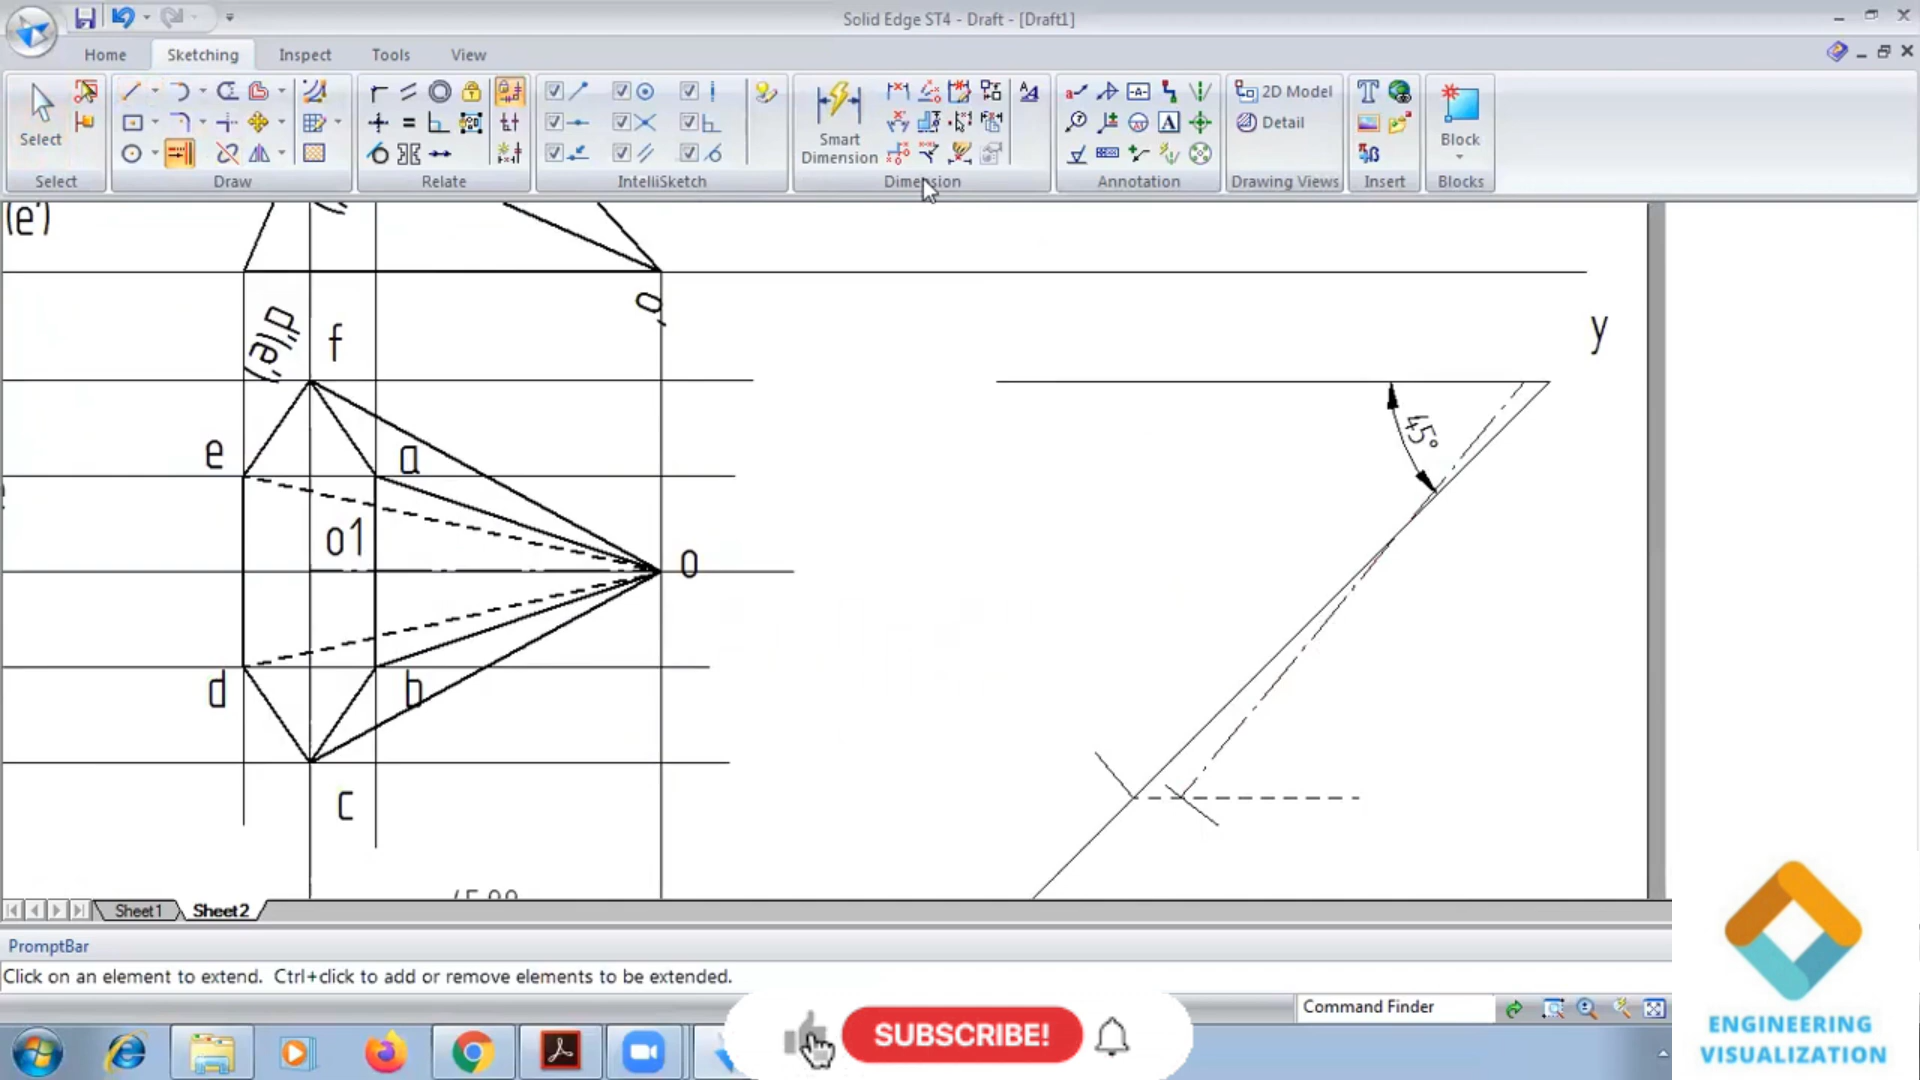 Solid Edge ST4 - Draft - [Draft1]
Home
Sketching
Inspect
Tools
View
Select
Smart
Dimension
2D Model
Detail
Block
Select
Draw
Relate
IntelliSketch
Dimension
Annotation
Drawing Views
Insert
Blocks
(e')
o'
y
d'(e')
f
45°
e
a
o1
o
d
b
c
Sheet1
Sheet2
PromptBar
Click on an element to extend. Ctrl+click to add or remove elements to be extended.
Command Finder
SUBSCRIBE!
ENGINEERING
VISUALIZATION